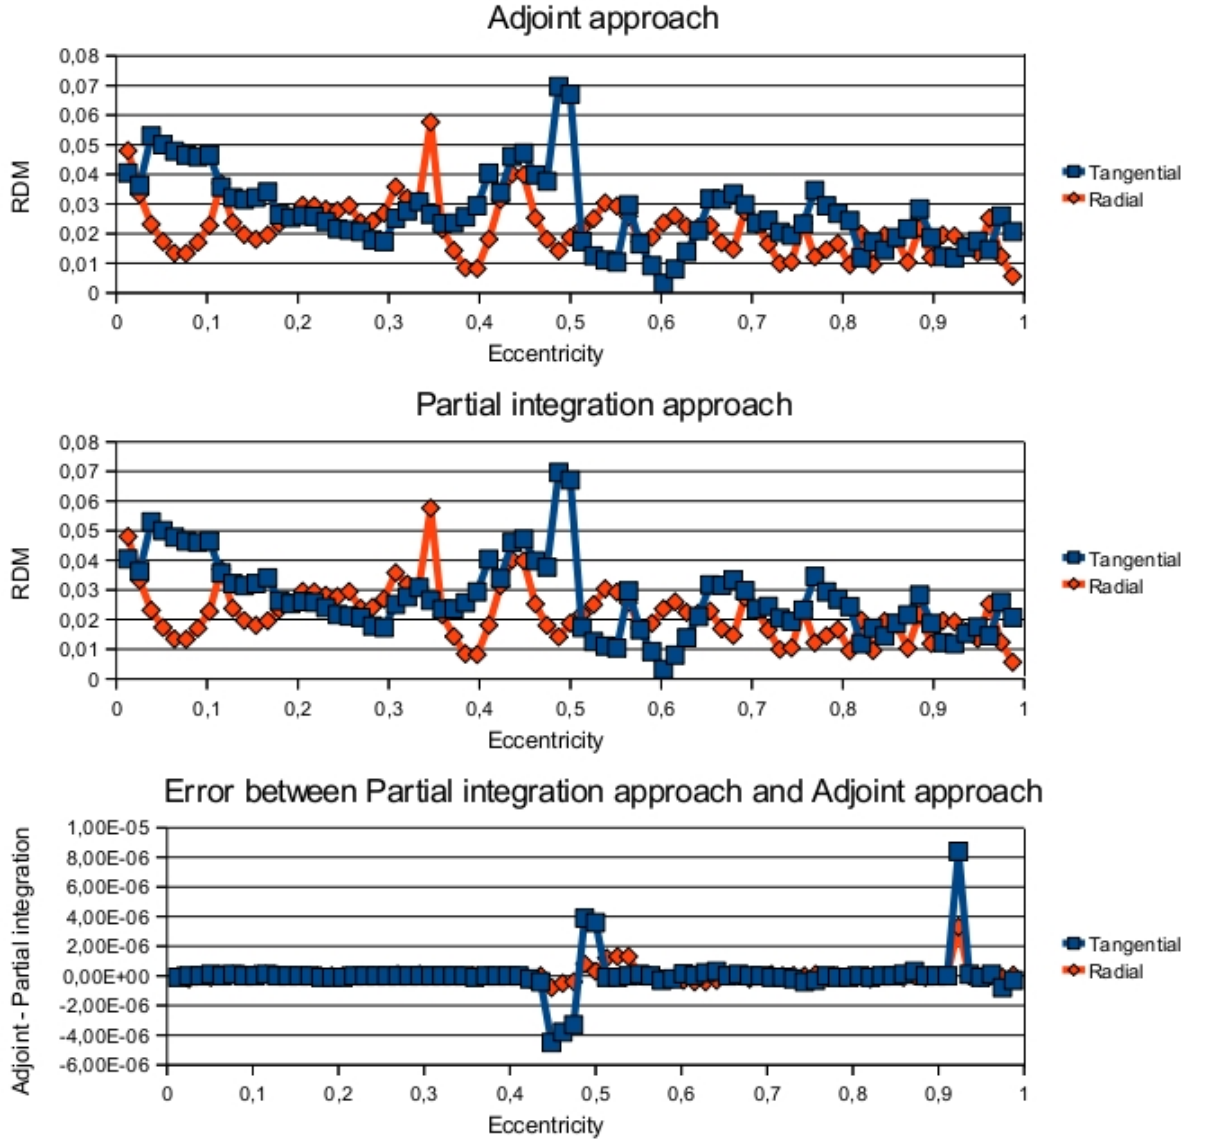 Adjoint approach
0,08
0,07
0,06
0,05
0,04
0,03
0,02
0,01
0
RDM
0 0,1 0,2 0,3 0,4 0,5 0,6 0,7 0,8 0,9 1
Eccentricity
Tangential
Radial
Partial integration approach
0,08
0,07
0,06
0,05
0,04
0,03
0,02
0,01
0
RDM
0 0,1 0,2 0,3 0,4 0,5 0,6 0,7 0,8 0,9 1
Eccentricity
Tangential
Radial
Error between Partial integration approach and Adjoint approach
1,00E-05
8,00E-06
6,00E-06
4,00E-06
2,00E-06
0,00E+00
-2,00E-06
-4,00E-06
-6,00E-06
Adjoint - Partial integration
0 0,1 0,2 0,3 0,4 0,5 0,6 0,7 0,8 0,9 1
Eccentricity
Tangential
Radial